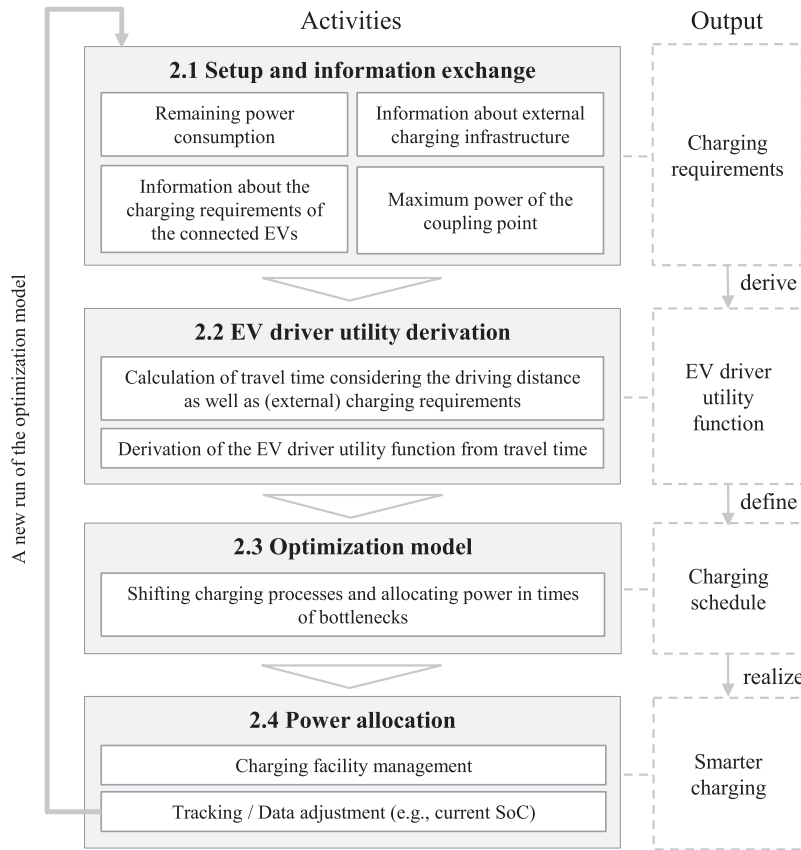 Activities
Output
2.1 Setup and information exchange
Remaining power
consumption
Information about external
charging infrastructure
Information about the
charging requirements of
the connected EVs
Maximum power of the
coupling point
Charging
requirements
derive
2.2 EV driver utility derivation
Calculation of travel time considering the driving distance
as well as (external) charging requirements
Derivation of the EV driver utility function from travel time
EV driver
utility
function
define
2.3 Optimization model
Shifting charging processes and allocating power in times
of bottlenecks
Charging
schedule
realize
2.4 Power allocation
Charging facility management
Tracking / Data adjustment (e.g., current SoC)
Smarter
charging
A new run of the optimization model